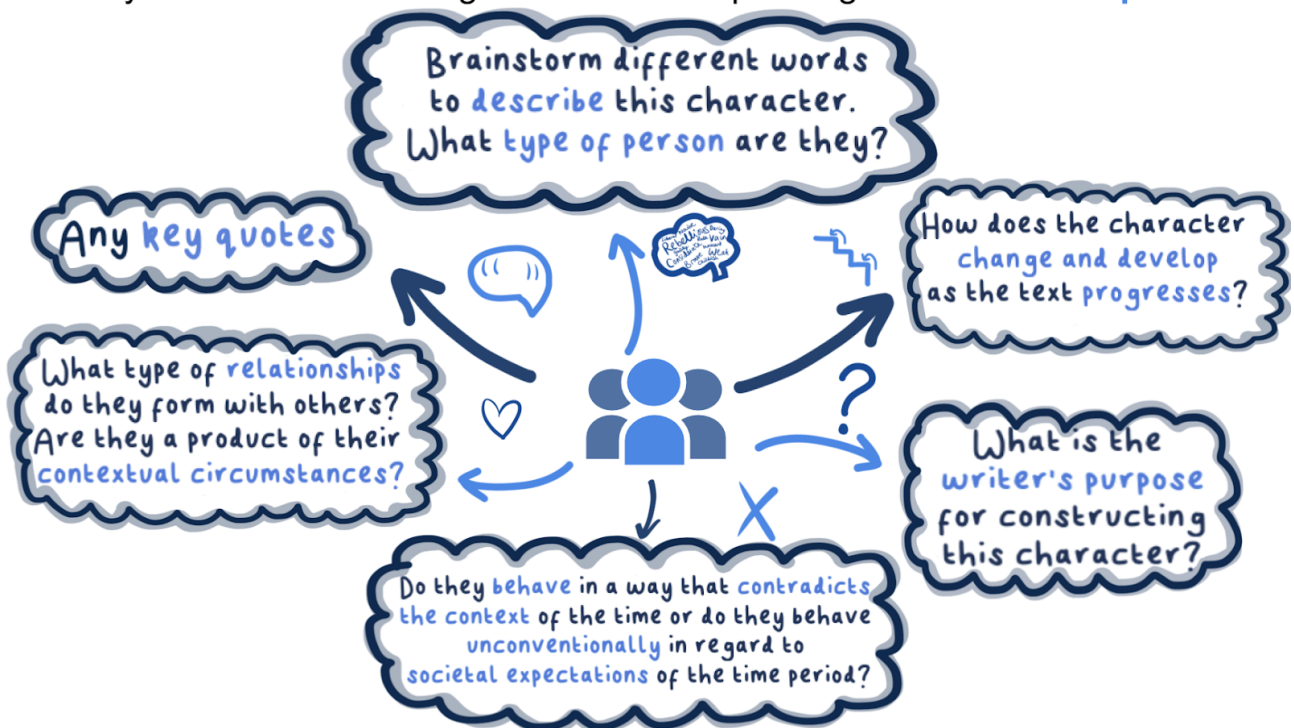 Brainstorm different words
to describe this character.
What type of person are they?
Any key quotes
How does the character
change and develop
as the text progresses?
What type of relationships
do they form with others?
Are they a product of their
contextual circumstances?
What is the
writer's purpose
for constructing
this character?
Do they behave in a way that contradicts
the context of the time or do they behave
unconventionally in regard to
societal expectations of the time period?